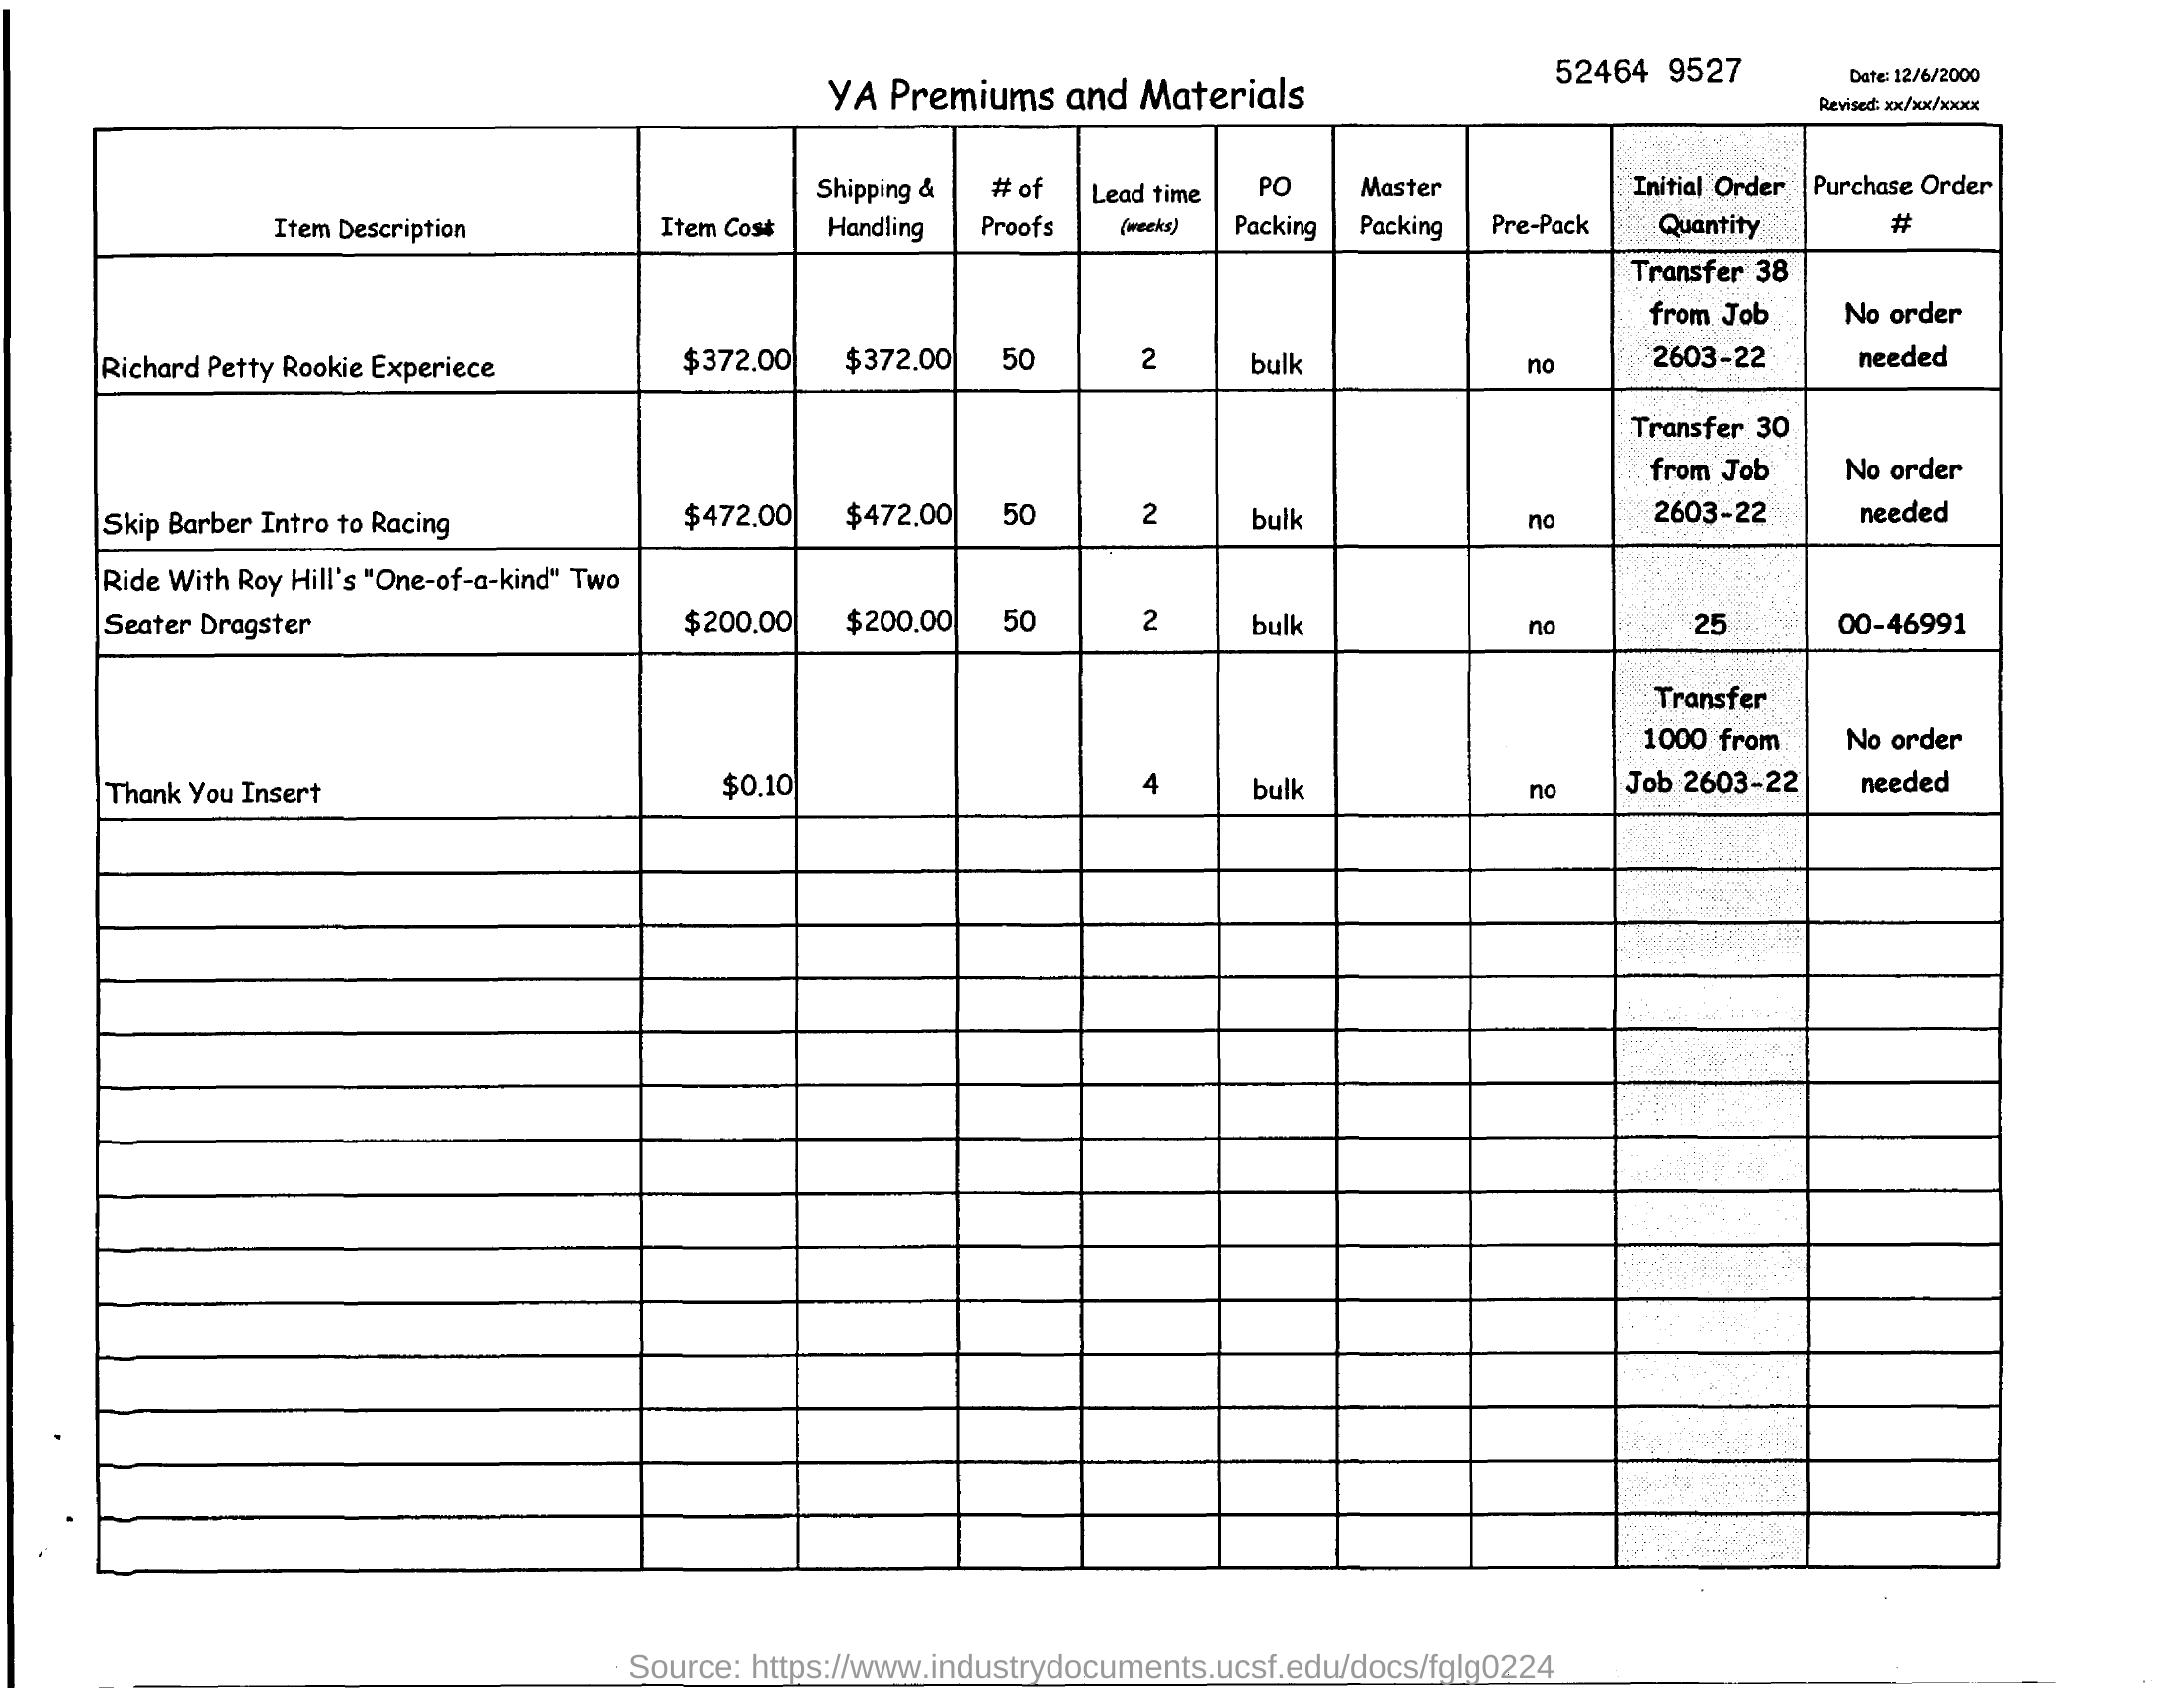 52464 9527
Date: 12/6/2000
YA Premiums and Materials
Revised: xx/xx/xxxx
Item Description Item Cost Shipping & Handling # of Proofs Lead time (weeks) PO Packing Master Packing Pre-Pack Initial Order Quantity Purchase Order #
Richard Petty Rookie Experiece $372.00 $372.00 50 2 bulk no Transfer 38 from Job 2603-22 No order needed
Skip Barber Intro to Racing $472.00 $472.00 50 2 bulk no Transfer 30 from Job 2603-22 No order needed
Ride With Roy Hill's "One-of-a-kind" Two Seater Dragster $200.00 $200.00 50 2 bulk no 25 00-46991
Thank You Insert $0.10 4 bulk no Transfer 1000 from Job 2603-22 No order needed
Source: https://www.industrydocuments.ucsf.edu/docs/fglg0224